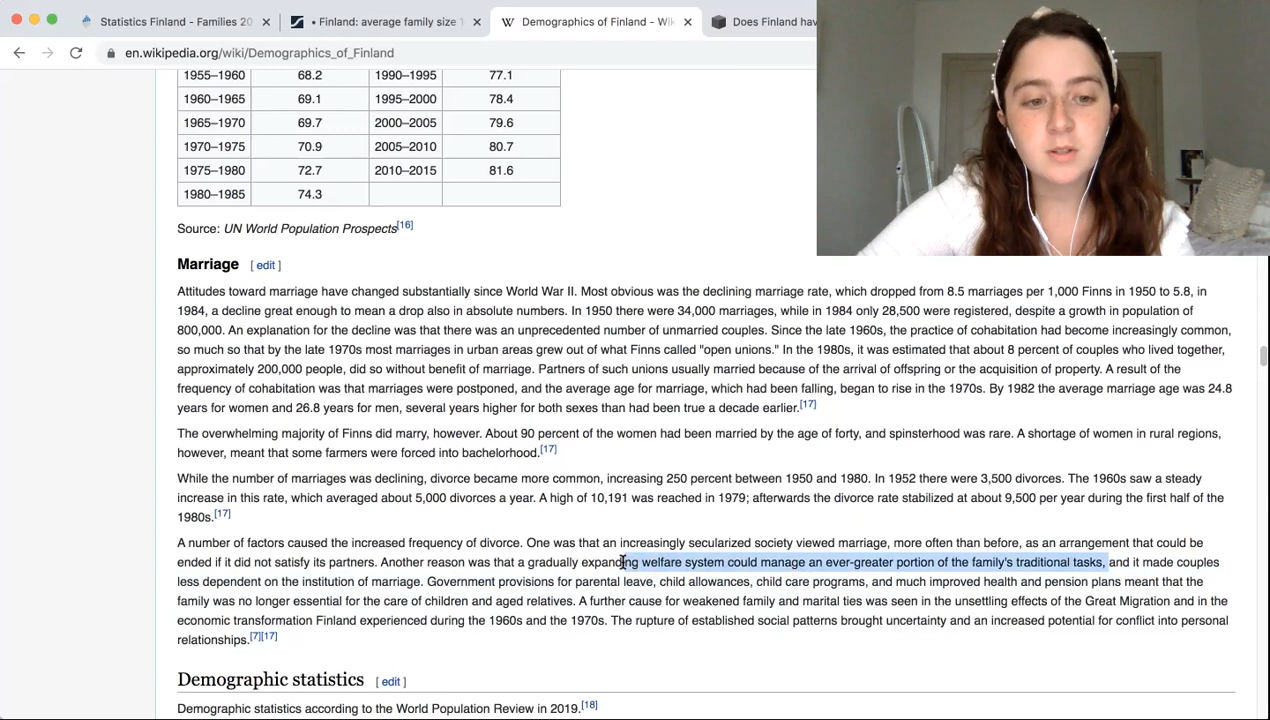 Statistics Finland - Families 20
• Finland: average family size 1
Demographics of Finland - Wik
Does Finland hav
en.wikipedia.org/wiki/Demographics_of_Finland
1955–1960 68.2 1990–1995 77.1
1960–1965 69.1 1995–2000 78.4
1965–1970 69.7 2000–2005 79.6
1970–1975 70.9 2005–2010 80.7
1975–1980 72.7 2010–2015 81.6
1980–1985 74.3
Source: UN World Population Prospects[16]
Marriage [ edit ]
Attitudes toward marriage have changed substantially since World War II. Most obvious was the declining marriage rate, which dropped from 8.5 marriages per 1,000 Finns in 1950 to 5.8, in
1984, a decline great enough to mean a drop also in absolute numbers. In 1950 there were 34,000 marriages, while in 1984 only 28,500 were registered, despite a growth in population of
800,000. An explanation for the decline was that there was an unprecedented number of unmarried couples. Since the late 1960s, the practice of cohabitation had become increasingly common,
so much so that by the late 1970s most marriages in urban areas grew out of what Finns called "open unions." In the 1980s, it was estimated that about 8 percent of couples who lived together,
approximately 200,000 people, did so without benefit of marriage. Partners of such unions usually married because of the arrival of offspring or the acquisition of property. A result of the
frequency of cohabitation was that marriages were postponed, and the average age for marriage, which had been falling, began to rise in the 1970s. By 1982 the average marriage age was 24.8
years for women and 26.8 years for men, several years higher for both sexes than had been true a decade earlier.[17]
The overwhelming majority of Finns did marry, however. About 90 percent of the women had been married by the age of forty, and spinsterhood was rare. A shortage of women in rural regions,
however, meant that some farmers were forced into bachelorhood.[17]
While the number of marriages was declining, divorce became more common, increasing 250 percent between 1950 and 1980. In 1952 there were 3,500 divorces. The 1960s saw a steady
increase in this rate, which averaged about 5,000 divorces a year. A high of 10,191 was reached in 1979; afterwards the divorce rate stabilized at about 9,500 per year during the first half of the
1980s.[17]
A number of factors caused the increased frequency of divorce. One was that an increasingly secularized society viewed marriage, more often than before, as an arrangement that could be
ended if it did not satisfy its partners. Another reason was that a gradually expanding welfare system could manage an ever-greater portion of the family's traditional tasks, and it made couples
less dependent on the institution of marriage. Government provisions for parental leave, child allowances, child care programs, and much improved health and pension plans meant that the
family was no longer essential for the care of children and aged relatives. A further cause for weakened family and marital ties was seen in the unsettling effects of the Great Migration and in the
economic transformation Finland experienced during the 1960s and the 1970s. The rupture of established social patterns brought uncertainty and an increased potential for conflict into personal
relationships.[7][17]
Demographic statistics [ edit ]
Demographic statistics according to the World Population Review in 2019.[18]